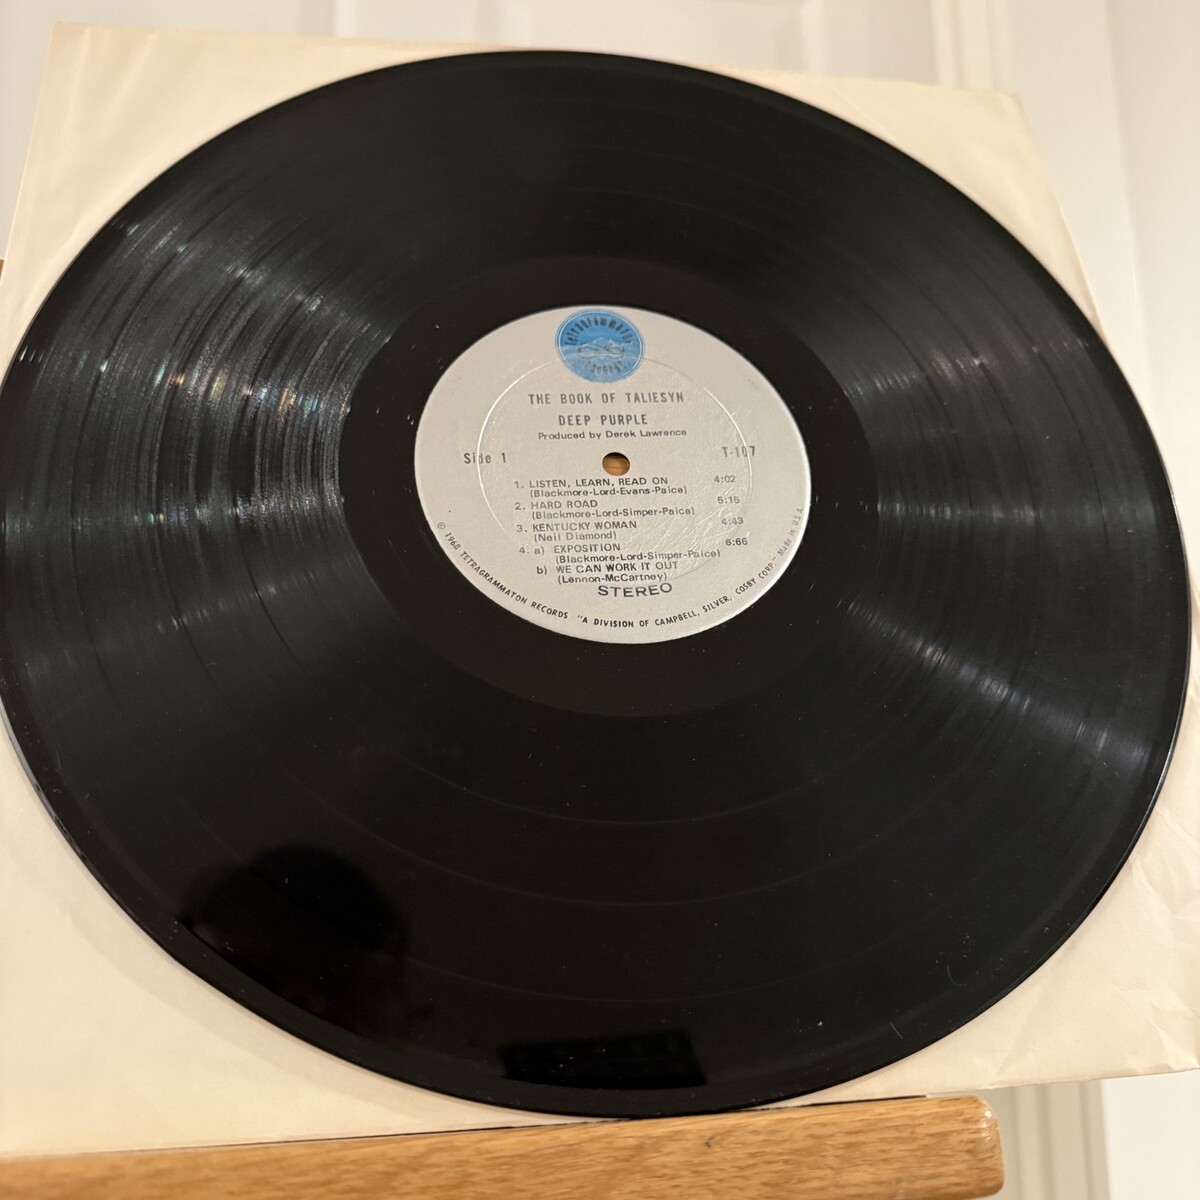 tetragrammaton
records
THE BOOK OF TALIESYN
DEEP PURPLE
Produced by Derek Lawrence
Side 1 T-107
1. LISTEN, LEARN, READ ON 4:02
(Blackmore-Lord-Evans-Paice)
2. HARD ROAD 5:15
(Blackmore-Lord-Simper-Paice)
3. KENTUCKY WOMAN 4:43
(Neil Diamond)
4. a) EXPOSITION 6:66
(Blackmore-Lord-Simper-Paice)
b) WE CAN WORK IT OUT
(Lennon-McCartney)
STEREO
© 1968 TETRAGRAMMATON RECORDS "A DIVISION OF CAMPBELL, SILVER, COSBY CORP." Made in U.S.A.